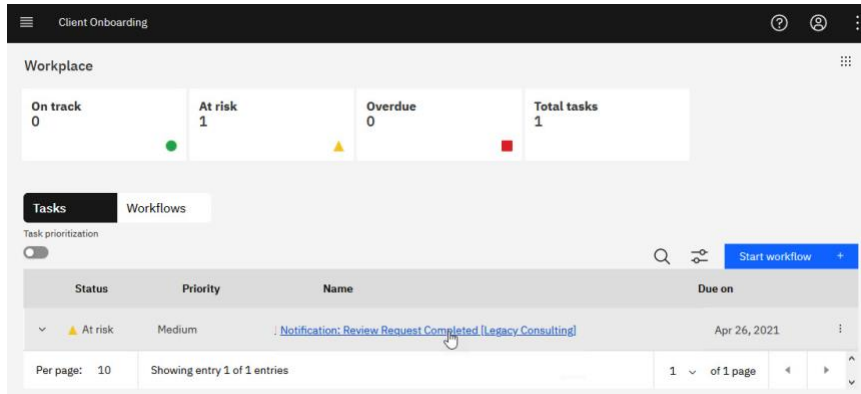 Client Onboarding
Workplace
On track
0
At risk
1
Overdue
0
Total tasks
1
Tasks
Workflows
Task prioritization
Start workflow +
Status Priority Name Due on
At risk Medium Notification: Review Request Completed [Legacy Consulting] Apr 26, 2021
Per page: 10 Showing entry 1 of 1 entries 1 of 1 page